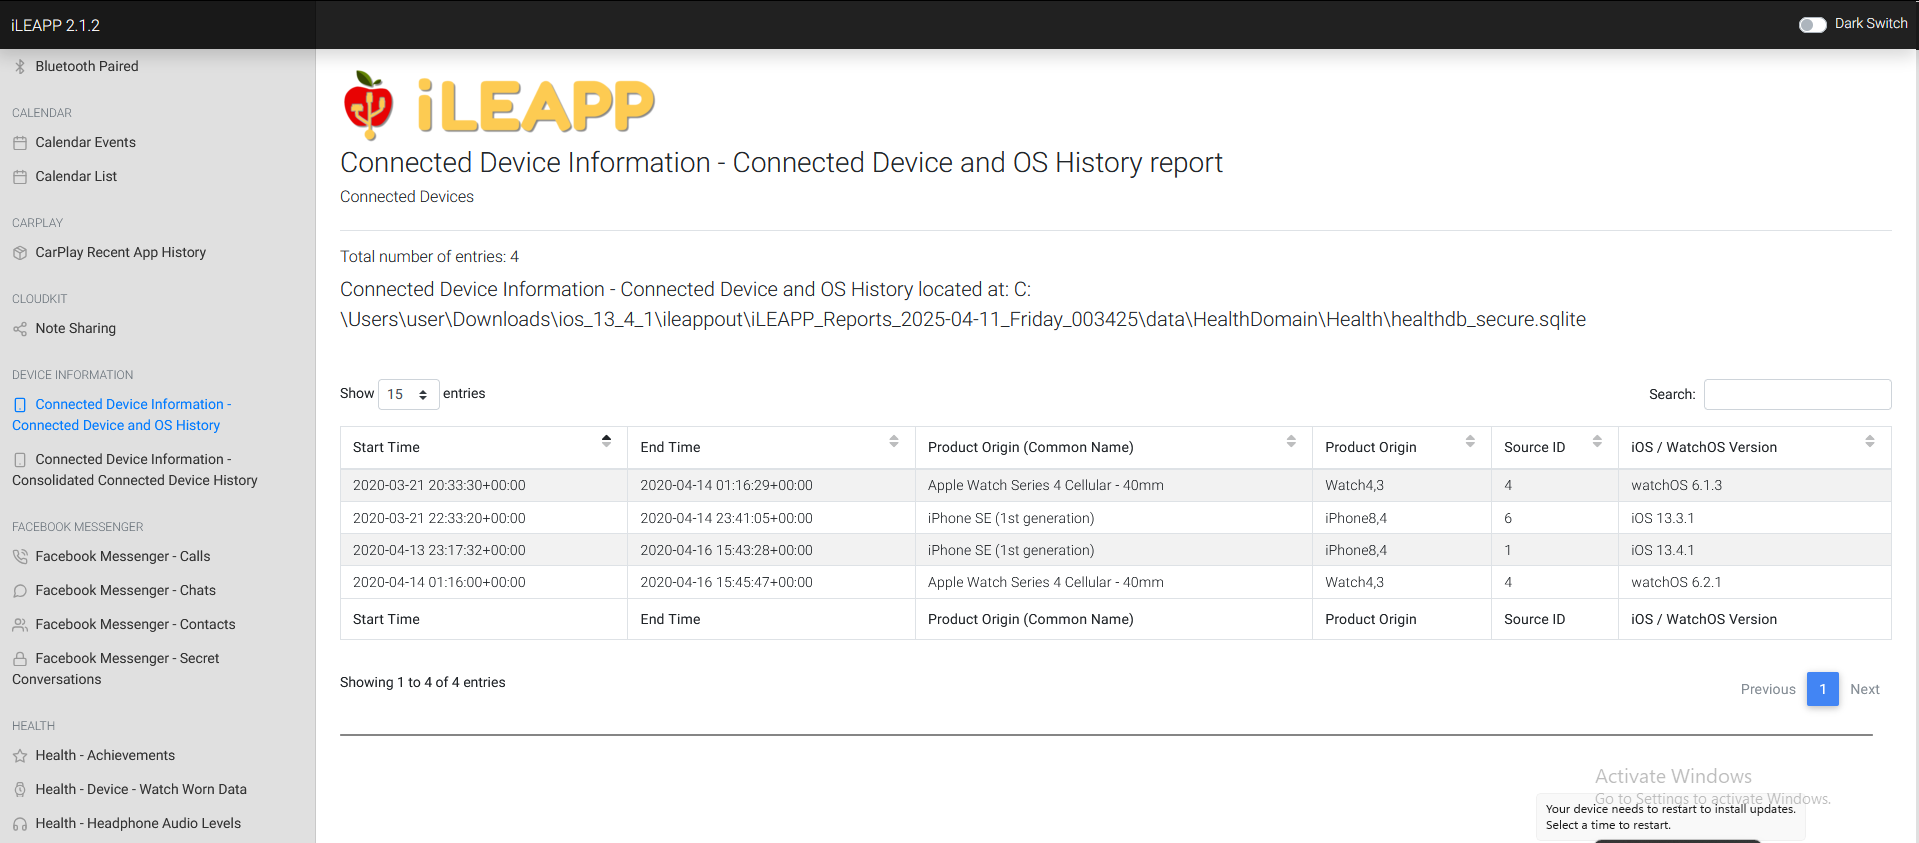 iLEAPP 2.1.2
Dark Switch
Bluetooth Paired
CALENDAR
Calendar Events
Calendar List
CARPLAY
CarPlay Recent App History
CLOUDKIT
Note Sharing
DEVICE INFORMATION
Connected Device Information -
Connected Device and OS History
Connected Device Information -
Consolidated Connected Device History
FACEBOOK MESSENGER
Facebook Messenger - Calls
Facebook Messenger - Chats
Facebook Messenger - Contacts
Facebook Messenger - Secret
Conversations
HEALTH
Health - Achievements
Health - Device - Watch Worn Data
Health - Headphone Audio Levels
iLEAPP
Connected Device Information - Connected Device and OS History report
Connected Devices
Total number of entries: 4
Connected Device Information - Connected Device and OS History located at: C:
\Users\user\Downloads\ios_13_4_1\ileappout\iLEAPP_Reports_2025-04-11_Friday_003425\data\HealthDomain\Health\healthdb_secure.sqlite
Show 15 entries
Search:
Start Time End Time Product Origin (Common Name) Product Origin Source ID iOS / WatchOS Version
2020-03-21 20:33:30+00:00 2020-04-14 01:16:29+00:00 Apple Watch Series 4 Cellular - 40mm Watch4,3 4 watchOS 6.1.3
2020-03-21 22:33:20+00:00 2020-04-14 23:41:05+00:00 iPhone SE (1st generation) iPhone8,4 6 iOS 13.3.1
2020-04-13 23:17:32+00:00 2020-04-16 15:43:28+00:00 iPhone SE (1st generation) iPhone8,4 1 iOS 13.4.1
2020-04-14 01:16:00+00:00 2020-04-16 15:45:47+00:00 Apple Watch Series 4 Cellular - 40mm Watch4,3 4 watchOS 6.2.1
Start Time End Time Product Origin (Common Name) Product Origin Source ID iOS / WatchOS Version
Showing 1 to 4 of 4 entries
Previous 1 Next
Activate Windows
Go to Settings to activate Windows.
Your device needs to restart to install updates.
Select a time to restart.